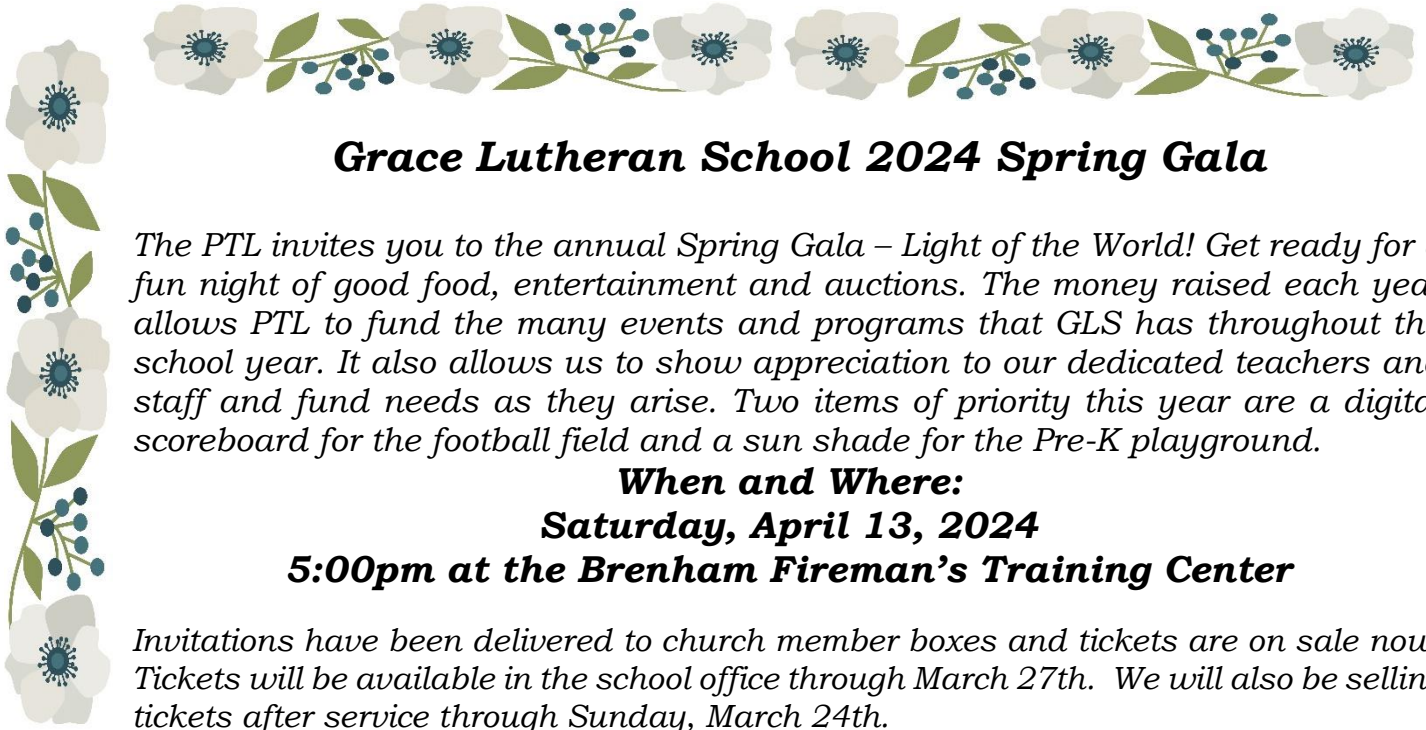 Grace Lutheran School 2024 Spring Gala
The PTL invites you to the annual Spring Gala – Light of the World! Get ready for
fun night of good food, entertainment and auctions. The money raised each yea
allows PTL to fund the many events and programs that GLS has throughout th
school year. It also allows us to show appreciation to our dedicated teachers an
staff and fund needs as they arise. Two items of priority this year are a digita
scoreboard for the football field and a sun shade for the Pre-K playground.
When and Where:
Saturday, April 13, 2024
5:00pm at the Brenham Fireman’s Training Center
Invitations have been delivered to church member boxes and tickets are on sale now
Tickets will be available in the school office through March 27th. We will also be sellin
tickets after service through Sunday, March 24th.